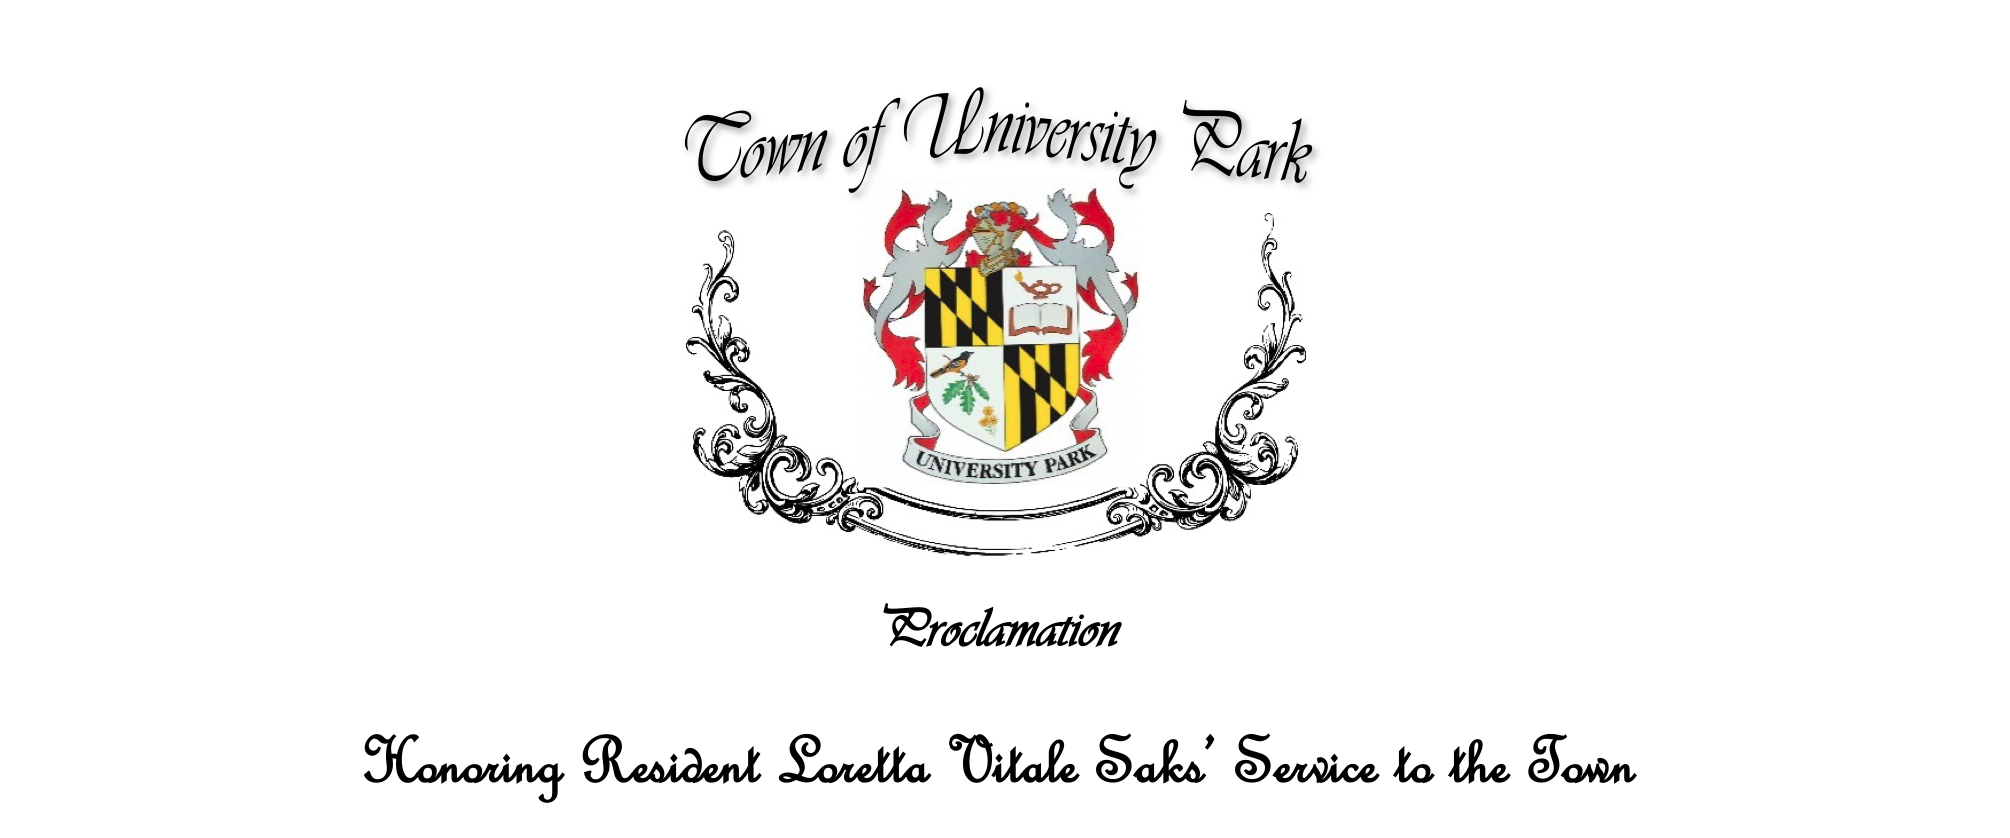 Town of University Park
UNIVERSITY PARK
Proclamation
Honoring Resident Loretta Vitale Saks’ Service to the Town